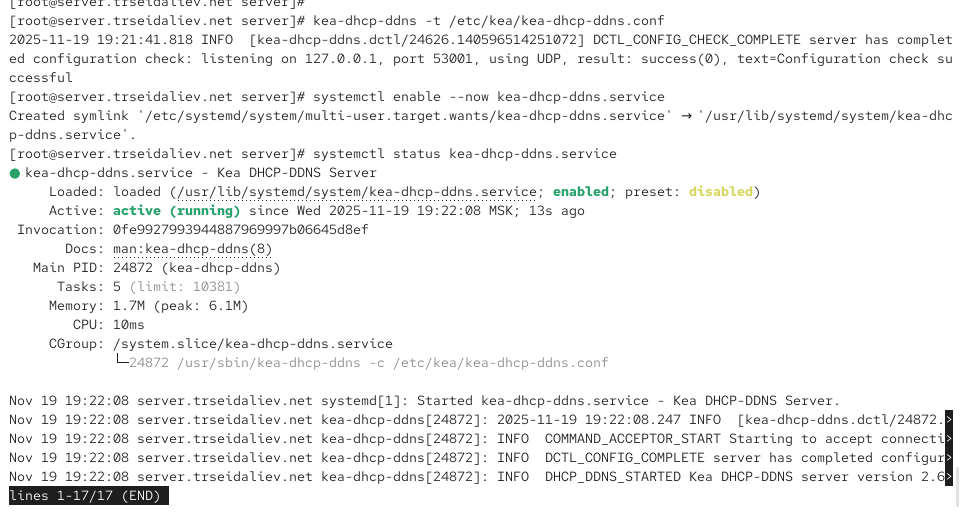 [root@server.trseidaliev.net server]#
[root@server.trseidaliev.net server]# kea-dhcp-ddns -t /etc/kea/kea-dhcp-ddns.conf
2025-11-19 19:21:41.818 INFO  [kea-dhcp-ddns.dctl/24626.140596514251072] DCTL_CONFIG_CHECK_COMPLETE server has complet
ed configuration check: listening on 127.0.0.1, port 53001, using UDP, result: success(0), text=Configuration check su
ccessful
[root@server.trseidaliev.net server]# systemctl enable --now kea-dhcp-ddns.service
Created symlink '/etc/systemd/system/multi-user.target.wants/kea-dhcp-ddns.service' → '/usr/lib/systemd/system/kea-dhc
p-ddns.service'.
[root@server.trseidaliev.net server]# systemctl status kea-dhcp-ddns.service
● kea-dhcp-ddns.service - Kea DHCP-DDNS Server
     Loaded: loaded (/usr/lib/systemd/system/kea-dhcp-ddns.service; enabled; preset: disabled)
     Active: active (running) since Wed 2025-11-19 19:22:08 MSK; 13s ago
 Invocation: 0fe9927993944887969997b06645d8ef
       Docs: man:kea-dhcp-ddns(8)
   Main PID: 24872 (kea-dhcp-ddns)
      Tasks: 5 (limit: 10381)
     Memory: 1.7M (peak: 6.1M)
        CPU: 10ms
     CGroup: /system.slice/kea-dhcp-ddns.service
             └─24872 /usr/sbin/kea-dhcp-ddns -c /etc/kea/kea-dhcp-ddns.conf
Nov 19 19:22:08 server.trseidaliev.net systemd[1]: Started kea-dhcp-ddns.service - Kea DHCP-DDNS Server.
Nov 19 19:22:08 server.trseidaliev.net kea-dhcp-ddns[24872]: 2025-11-19 19:22:08.247 INFO  [kea-dhcp-ddns.dctl/24872.>
Nov 19 19:22:08 server.trseidaliev.net kea-dhcp-ddns[24872]: INFO  COMMAND_ACCEPTOR_START Starting to accept connecti>
Nov 19 19:22:08 server.trseidaliev.net kea-dhcp-ddns[24872]: INFO  DCTL_CONFIG_COMPLETE server has completed configur>
Nov 19 19:22:08 server.trseidaliev.net kea-dhcp-ddns[24872]: INFO  DHCP_DDNS_STARTED Kea DHCP-DDNS server version 2.6>
lines 1-17/17 (END)